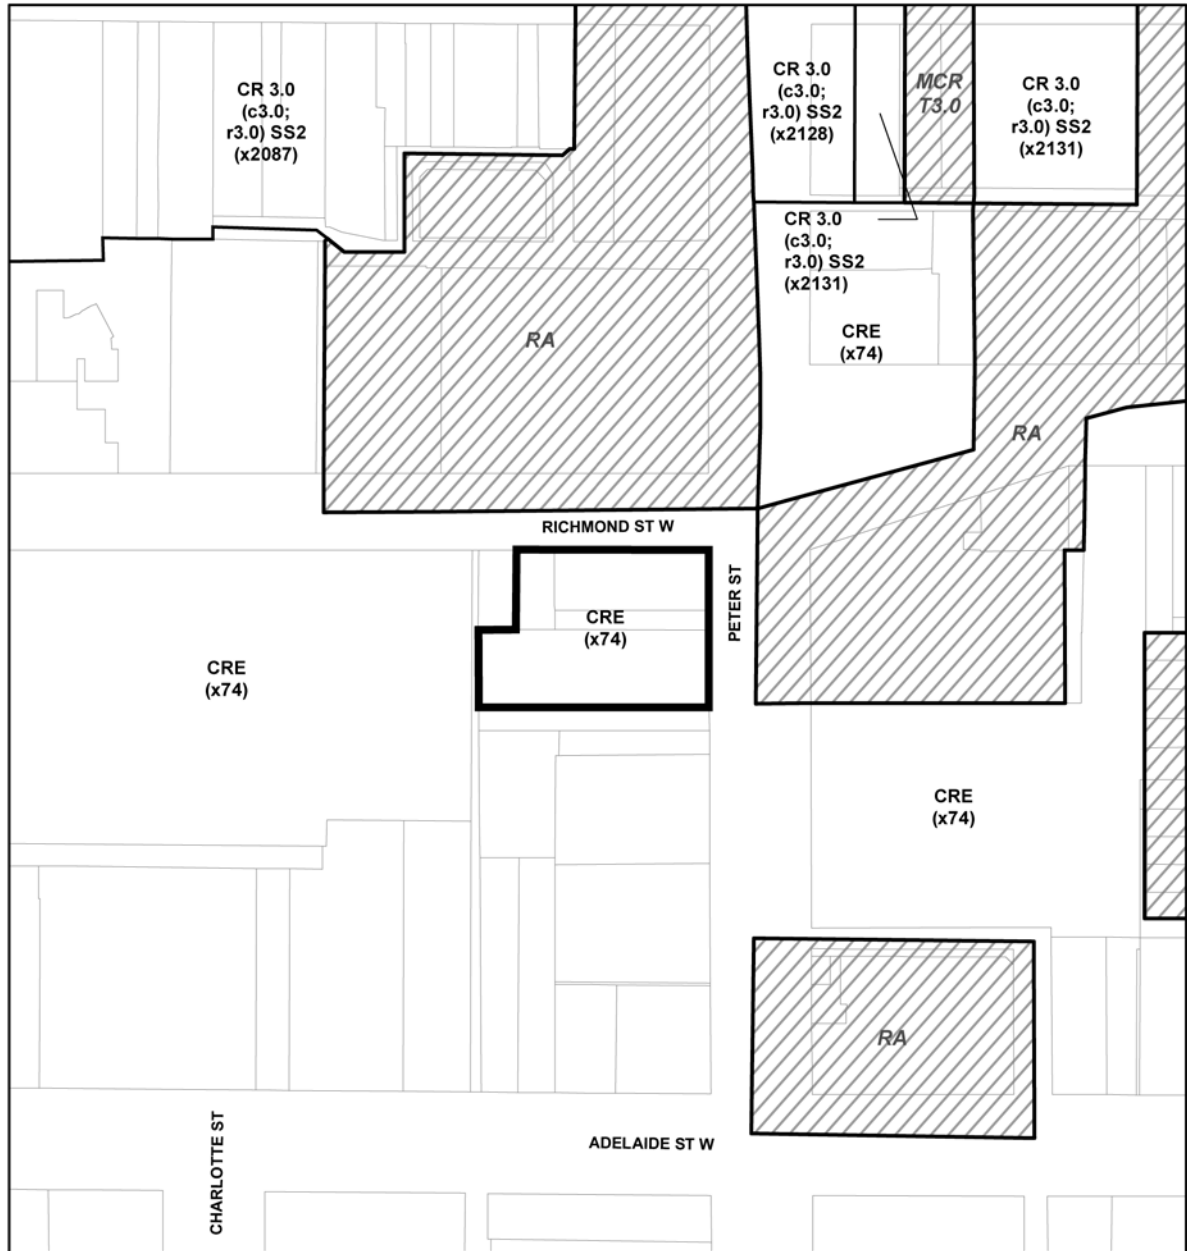 CR 3.0
(c3.0;
r3.0) SS2
(x2087)
CR 3.0
(c3.0;
r3.0) SS2
(x2128)
MCR
T3.0
CR 3.0
(c3.0;
r3.0) SS2
(x2131)
CR 3.0
(c3.0;
r3.0) SS2
(x2131)
CRE
(x74)
RA
RA
RICHMOND ST W
PETER ST
CRE
(x74)
CRE
(x74)
CRE
(x74)
RA
CHARLOTTE ST
ADELAIDE ST W